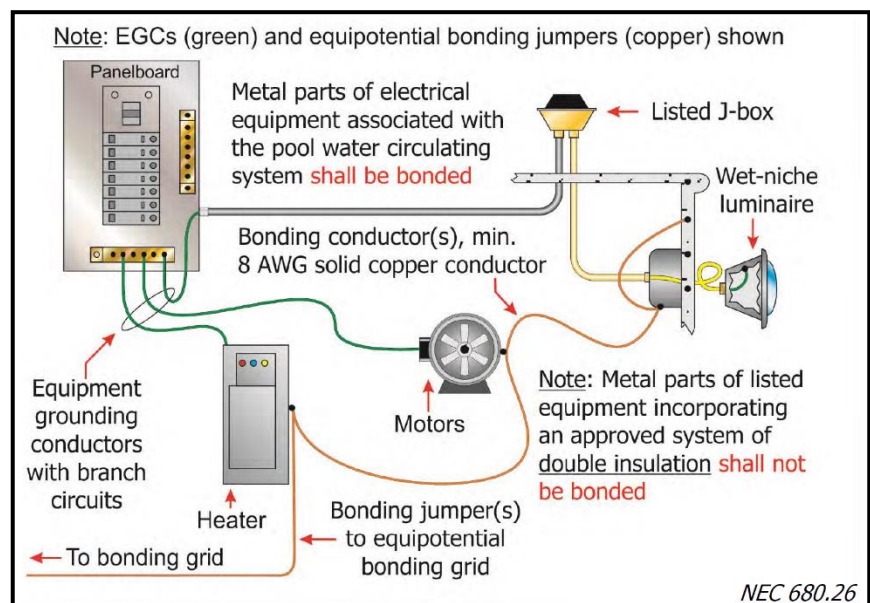 Note: EGCs (green) and equipotential bonding jumpers (copper) shown
Panelboard
Metal parts of electrical
equipment associated with
the pool water circulating
system shall be bonded
Listed J-box
Wet-niche
luminaire
Bonding conductor(s), min.
8 AWG solid copper conductor
Equipment
grounding
conductors
with branch
circuits
Motors
Note: Metal parts of listed
equipment incorporating
an approved system of
double insulation shall not
be bonded
Heater
Bonding jumper(s)
to equipotential
bonding grid
To bonding grid
NEC 680.26